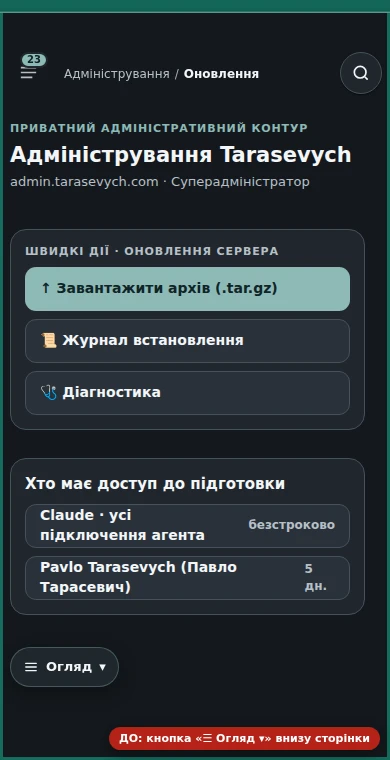 23
Адміністрування / Оновлення
ПРИВАТНИЙ АДМІНІСТРАТИВНИЙ КОНТУР
Адміністрування Tarasevych
admin.tarasevych.com · Суперадміністратор
ШВИДКІ ДІЇ · ОНОВЛЕННЯ СЕРВЕРА
↑ Завантажити архів (.tar.gz)
📜 Журнал встановлення
🩺 Діагностика
Хто має доступ до підготовки
Claude · усі
підключення агента
безстроково
Pavlo Tarasevych (Павло
Тарасевич)
5
дн.
☰ Огляд ▾
ДО: кнопка «☰ Огляд ▾» внизу сторінки